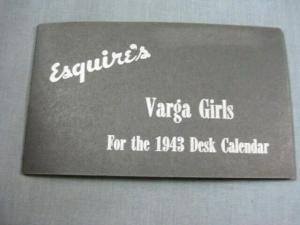 Esquire's
Varga Girls
For the 1943 Desk Calendar